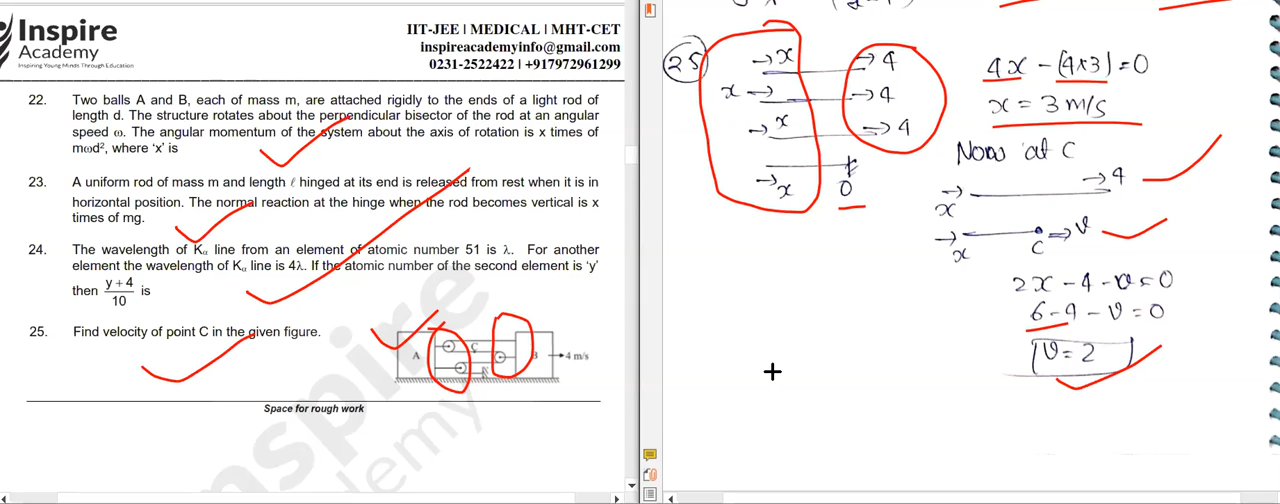 Inspire
Academy
Inspiring Young Minds Through Education
IIT-JEE | MEDICAL | MHT-CET
inspireacademyinfo@gmail.com
0231-2522422 | +917972961299
22. Two balls A and B, each of mass m, are attached rigidly to the ends of a light rod of
length d. The structure rotates about the perpendicular bisector of the rod at an angular
speed ω. The angular momentum of the system about the axis of rotation is x times of
mωd², where 'x' is
23. A uniform rod of mass m and length ℓ hinged at its end is released from rest when it is in
horizontal position. The normal reaction at the hinge when the rod becomes vertical is x
times of mg.
24. The wavelength of Kα line from an element of atomic number 51 is λ. For another
element the wavelength of Kα line is 4λ. If the atomic number of the second element is 'y'
then (y + 4)/10 is
25. Find velocity of point C in the given figure.
A C B 4 m/s
Space for rough work
25
→x →4
x→ →4
→x →4
→x 0
4x - (4×3) = 0
x = 3 m/s
Now at C
→x →4
→x C ⇒v
2x - 4 - v = 0
6 - 4 - v = 0
v = 2